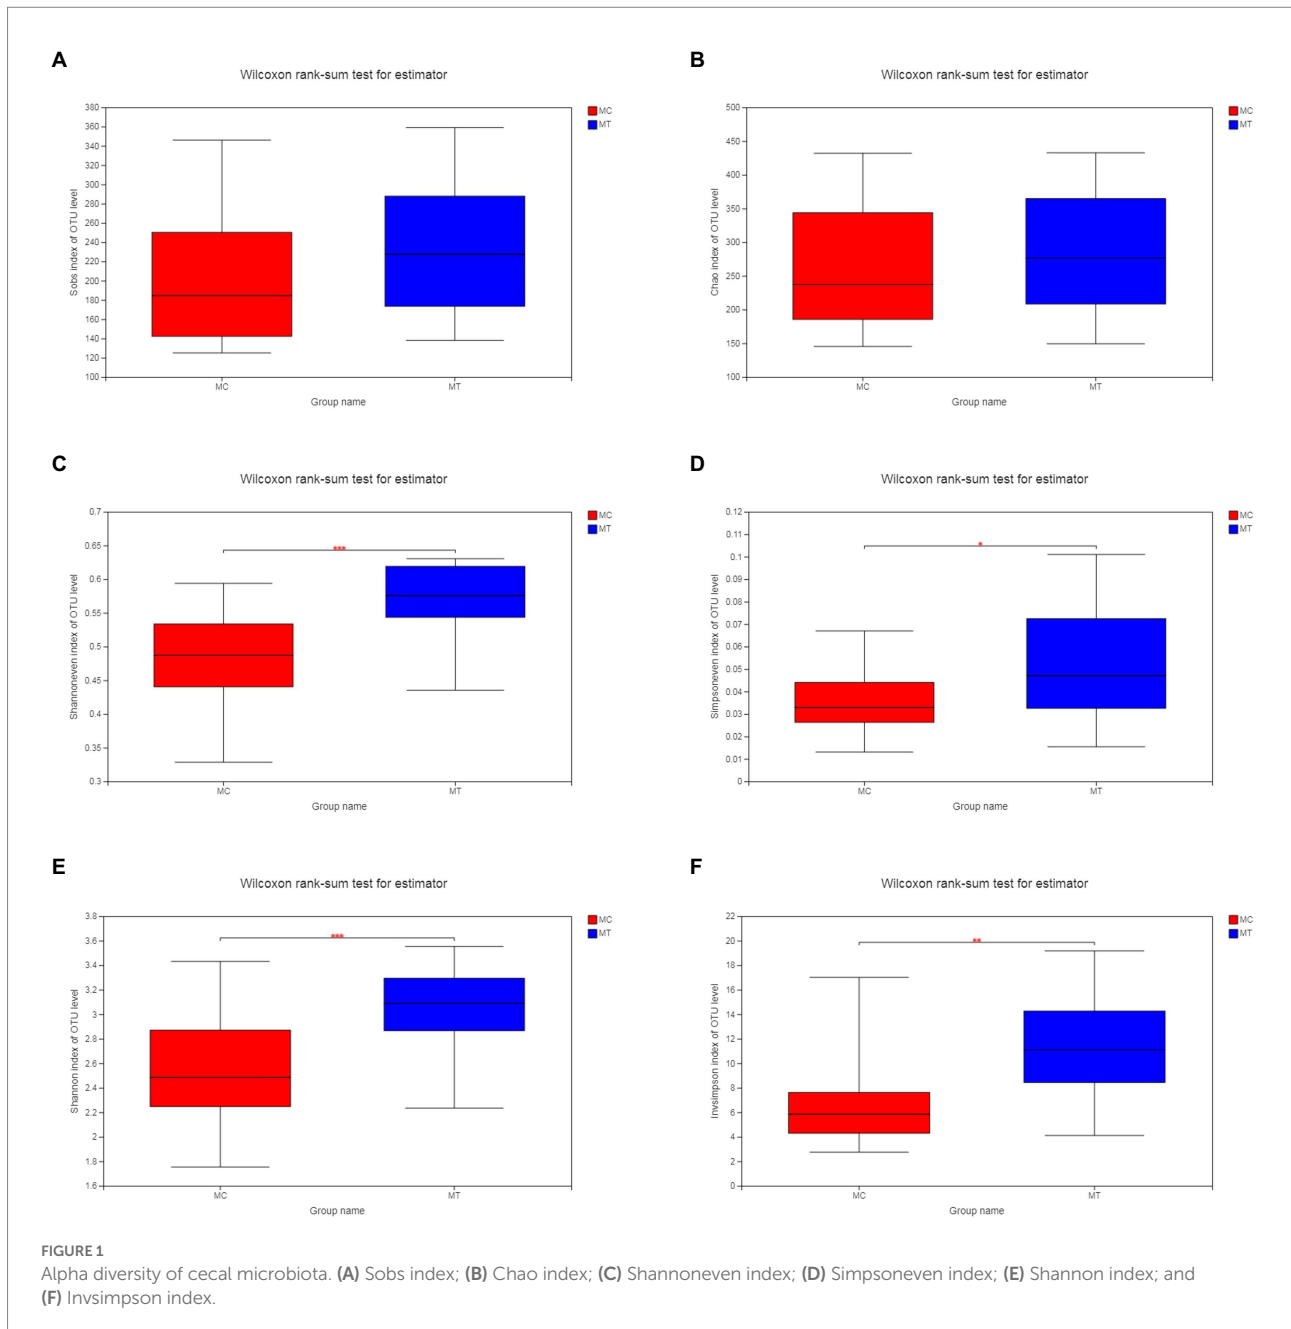 A
Wilcoxon rank-sum test for estimator
380
360
340
320
300
280
260
240
220
200
180
160
140
120
100
Sobs index of OTU level
MC
MT
Group name
MC
MT
B
Wilcoxon rank-sum test for estimator
500
450
400
350
300
250
200
150
100
Chao index of OTU level
MC
MT
Group name
MC
MT
C
Wilcoxon rank-sum test for estimator
0.7
0.65
0.6
0.55
0.5
0.45
0.4
0.35
0.3
Shannoneven index of OTU level
***
MC
MT
Group name
MC
MT
D
Wilcoxon rank-sum test for estimator
0.12
0.11
0.1
0.09
0.08
0.07
0.06
0.05
0.04
0.03
0.02
0.01
0
Simpsoneven index of OTU level
*
MC
MT
Group name
MC
MT
E
Wilcoxon rank-sum test for estimator
3.8
3.6
3.4
3.2
3
2.8
2.6
2.4
2.2
2
1.8
1.6
Shannon index of OTU level
***
MC
MT
Group name
MC
MT
F
Wilcoxon rank-sum test for estimator
22
20
18
16
14
12
10
8
6
4
2
0
Invsimpson index of OTU level
**
MC
MT
Group name
MC
MT
FIGURE 1
Alpha diversity of cecal microbiota. (A) Sobs index; (B) Chao index; (C) Shannoneven index; (D) Simpsoneven index; (E) Shannon index; and
(F) Invsimpson index.